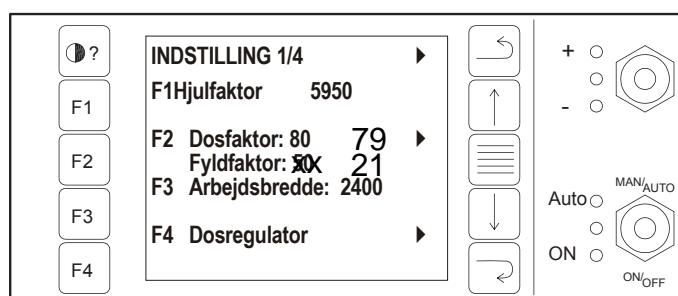 ?
F1
F2
F3
F4
INDSTILLING 1/4
F1Hjulfaktor 5950
F2 Dosfaktor: 80 79
Fyldfaktor: xx 21
F3 Arbejdsbredde: 2400
F4 Dosregulator
+
-
MAN/AUTO
Auto
ON
ON/OFF